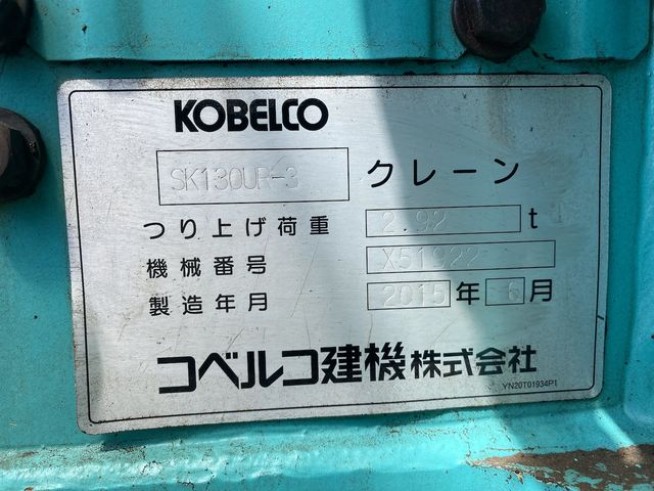 KOBELCO
SK130UR-3 クレーン
つり上げ荷重 2.92 t
機械番号 X51922
製造年月 2015 年 6 月
コベルコ建機株式会社
YN20T01934P1